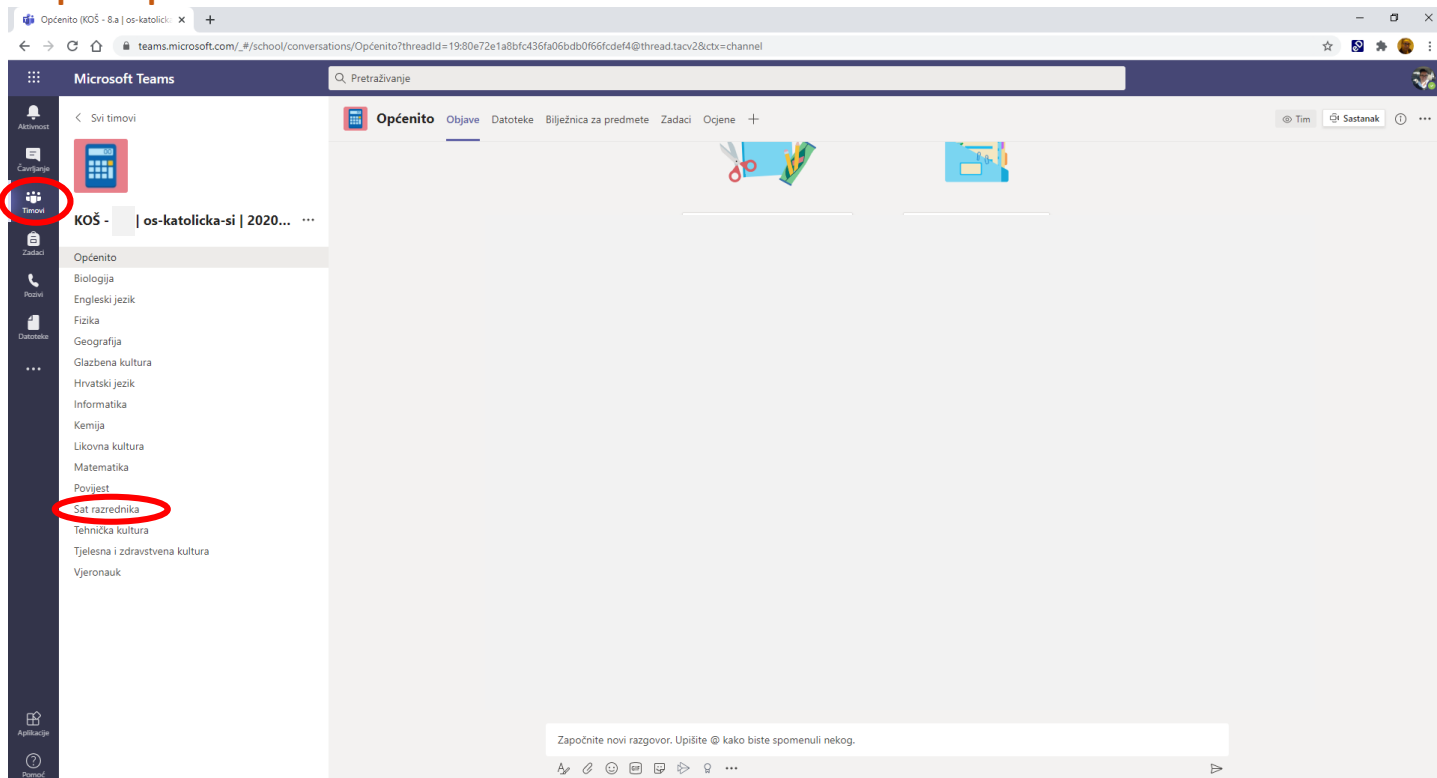 Općenito (KOŠ - 8.a | os-katolick
teams.microsoft.com/_#/school/conversations/Općenito?threadId=19:80e72e1a8bfc436fa06bdb0f66fcdef4@thread.tacv2&ctx=channel
Microsoft Teams
Pretraživanje
Aktivnost
Čavrljanje
Timovi
Zadaci
Pozivi
Datoteke
Aplikacije
Pomoć
Svi timovi
KOŠ - | os-katolicka-si | 2020...
Općenito
Biologija
Engleski jezik
Fizika
Geografija
Glazbena kultura
Hrvatski jezik
Informatika
Kemija
Likovna kultura
Matematika
Povijest
Sat razrednika
Tehnička kultura
Tjelesna i zdravstvena kultura
Vjeronauk
Općenito Objave Datoteke Bilježnica za predmete Zadaci Ocjene
Tim Sastanak
Započnite novi razgovor. Upišite @ kako biste spomenuli nekog.
GIF